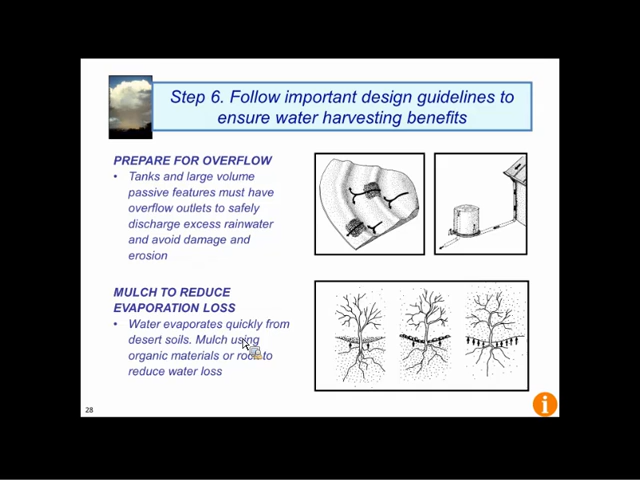 Step 6. Follow important design guidelines to
ensure water harvesting benefits
PREPARE FOR OVERFLOW
• Tanks and large volume
passive features must have
overflow outlets to safely
discharge excess rainwater
and avoid damage and
erosion
MULCH TO REDUCE
EVAPORATION LOSS
• Water evaporates quickly from
desert soils. Mulch using
organic materials or rock to
reduce water loss
28
i